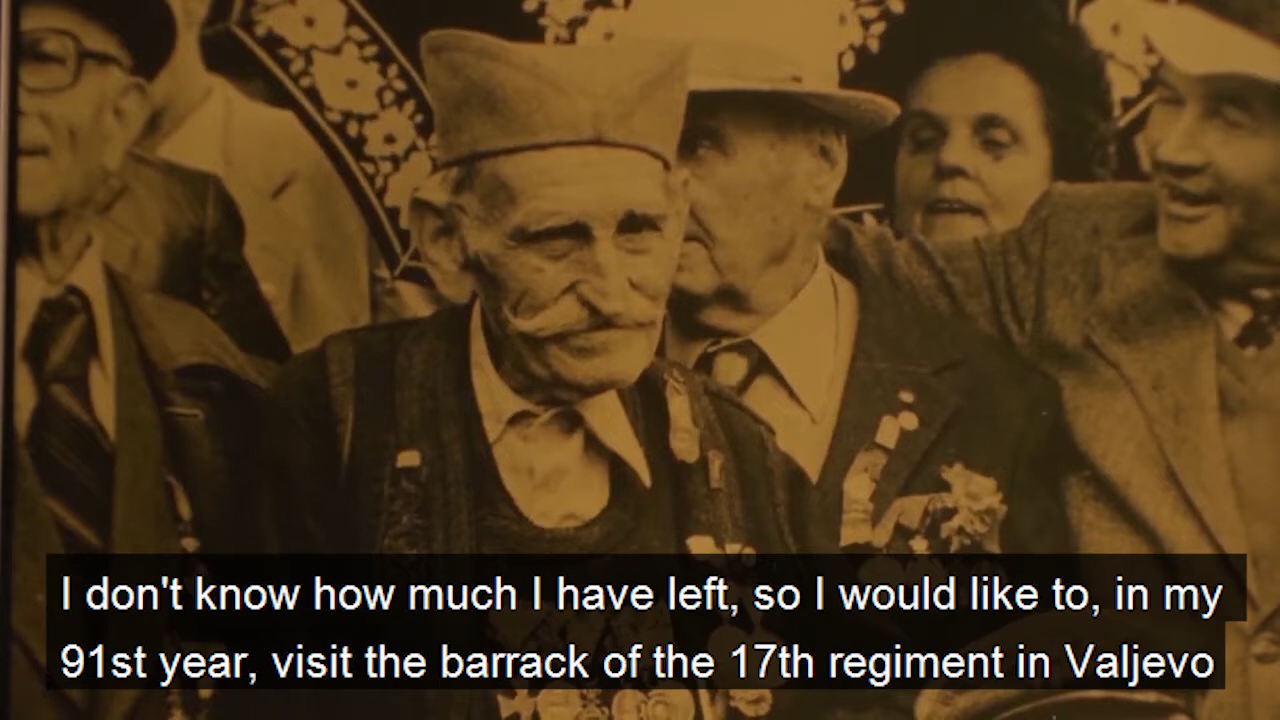 I don't know how much I have left, so I would like to, in my
91st year, visit the barrack of the 17th regiment in Valjevo